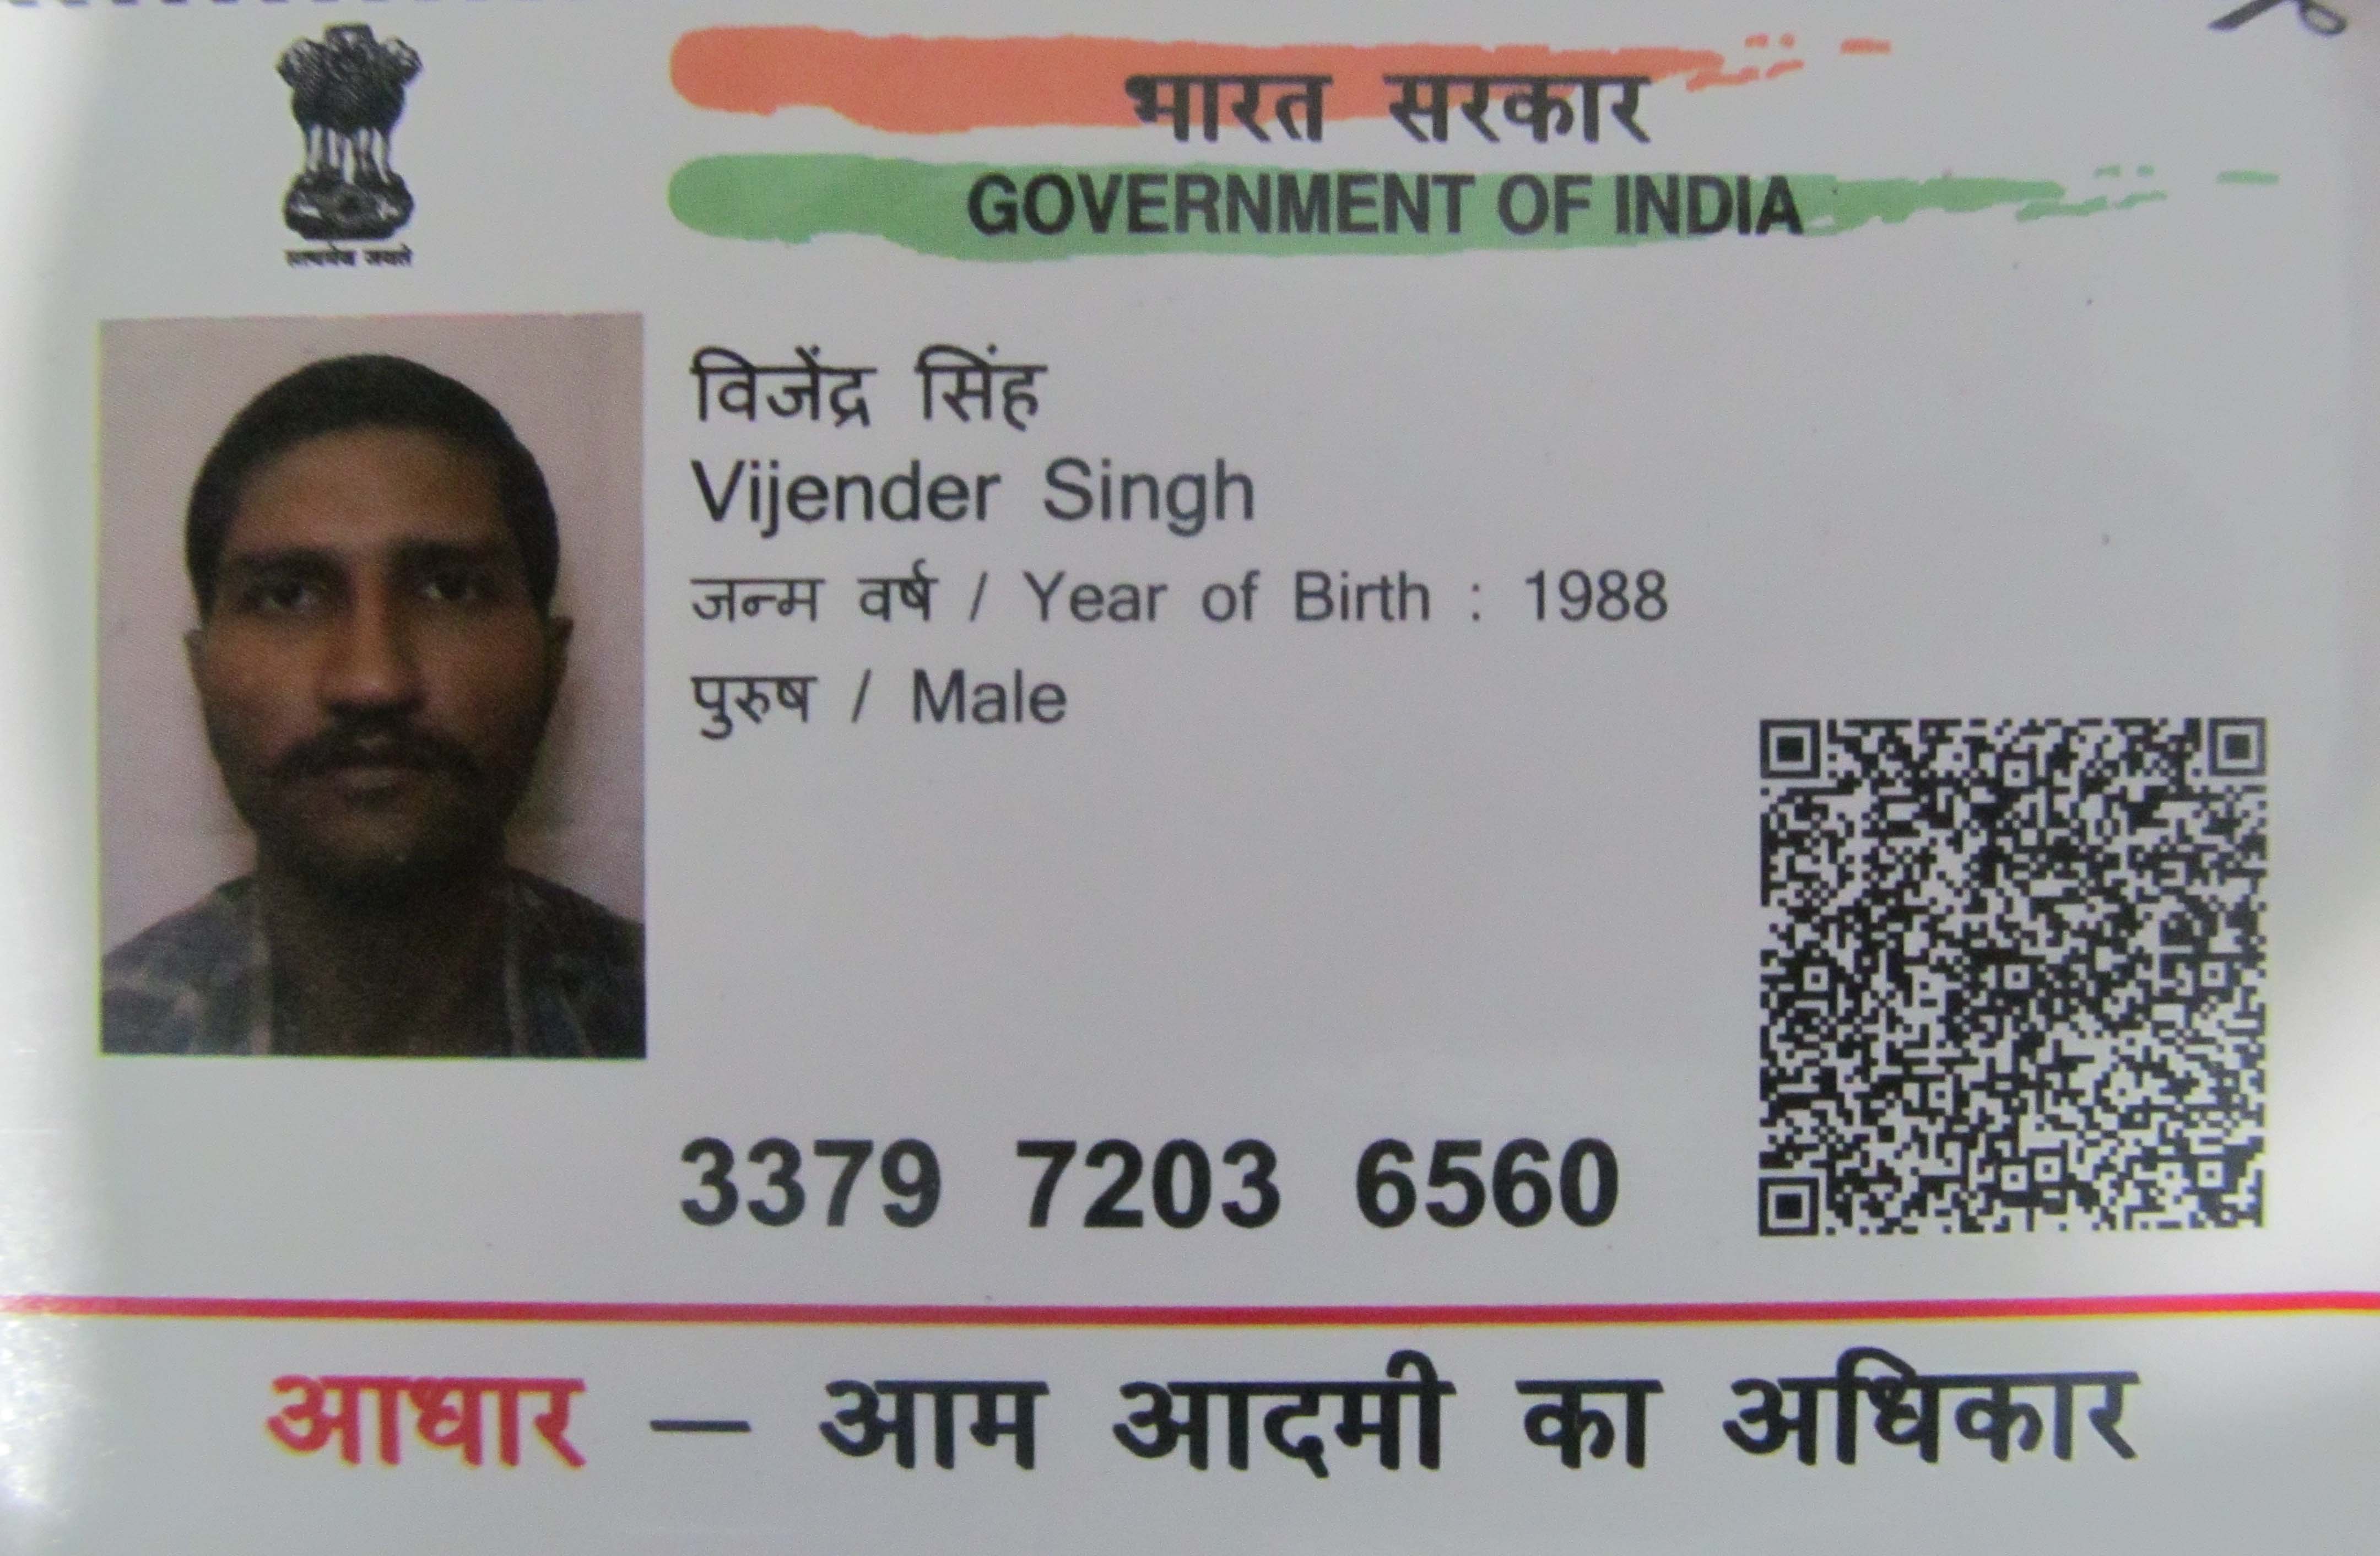 सत्यमेव जयते
भारत सरकार
GOVERNMENT OF INDIA
विजेंद्र सिंह
Vijender Singh
जन्म वर्ष / Year of Birth : 1988
पुरुष / Male
3379 7203 6560
आधार — आम आदमी का अधिकार